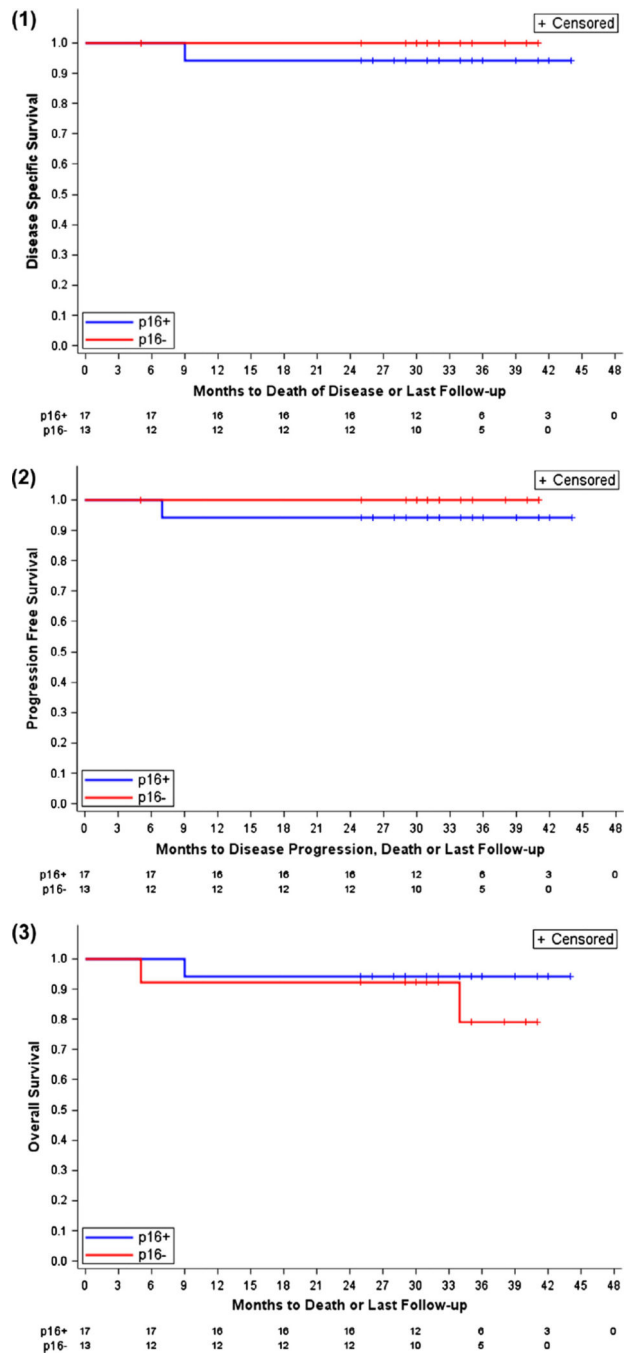 (1)
+ Censored
1.0
0.9
0.8
0.7
0.6
0.5
0.4
0.3
0.2
0.1
0.0
Disease Specific Survival
p16+
p16-
0 3 6 9 12 15 18 21 24 27 30 33 36 39 42 45 48
Months to Death of Disease or Last Follow-up
p16+ 17 17 16 16 16 12 6 3 0
p16- 13 12 12 12 12 10 5 0
(2)
+ Censored
1.0
0.9
0.8
0.7
0.6
0.5
0.4
0.3
0.2
0.1
0.0
Progression Free Survival
p16+
p16-
0 3 6 9 12 15 18 21 24 27 30 33 36 39 42 45 48
Months to Disease Progression, Death or Last Follow-up
p16+ 17 17 16 16 16 12 6 3 0
p16- 13 12 12 12 12 10 5 0
(3)
+ Censored
1.0
0.9
0.8
0.7
0.6
0.5
0.4
0.3
0.2
0.1
0.0
Overall Survival
p16+
p16-
0 3 6 9 12 15 18 21 24 27 30 33 36 39 42 45 48
Months to Death or Last Follow-up
p16+ 17 17 16 16 16 12 6 3 0
p16- 13 12 12 12 12 10 5 0